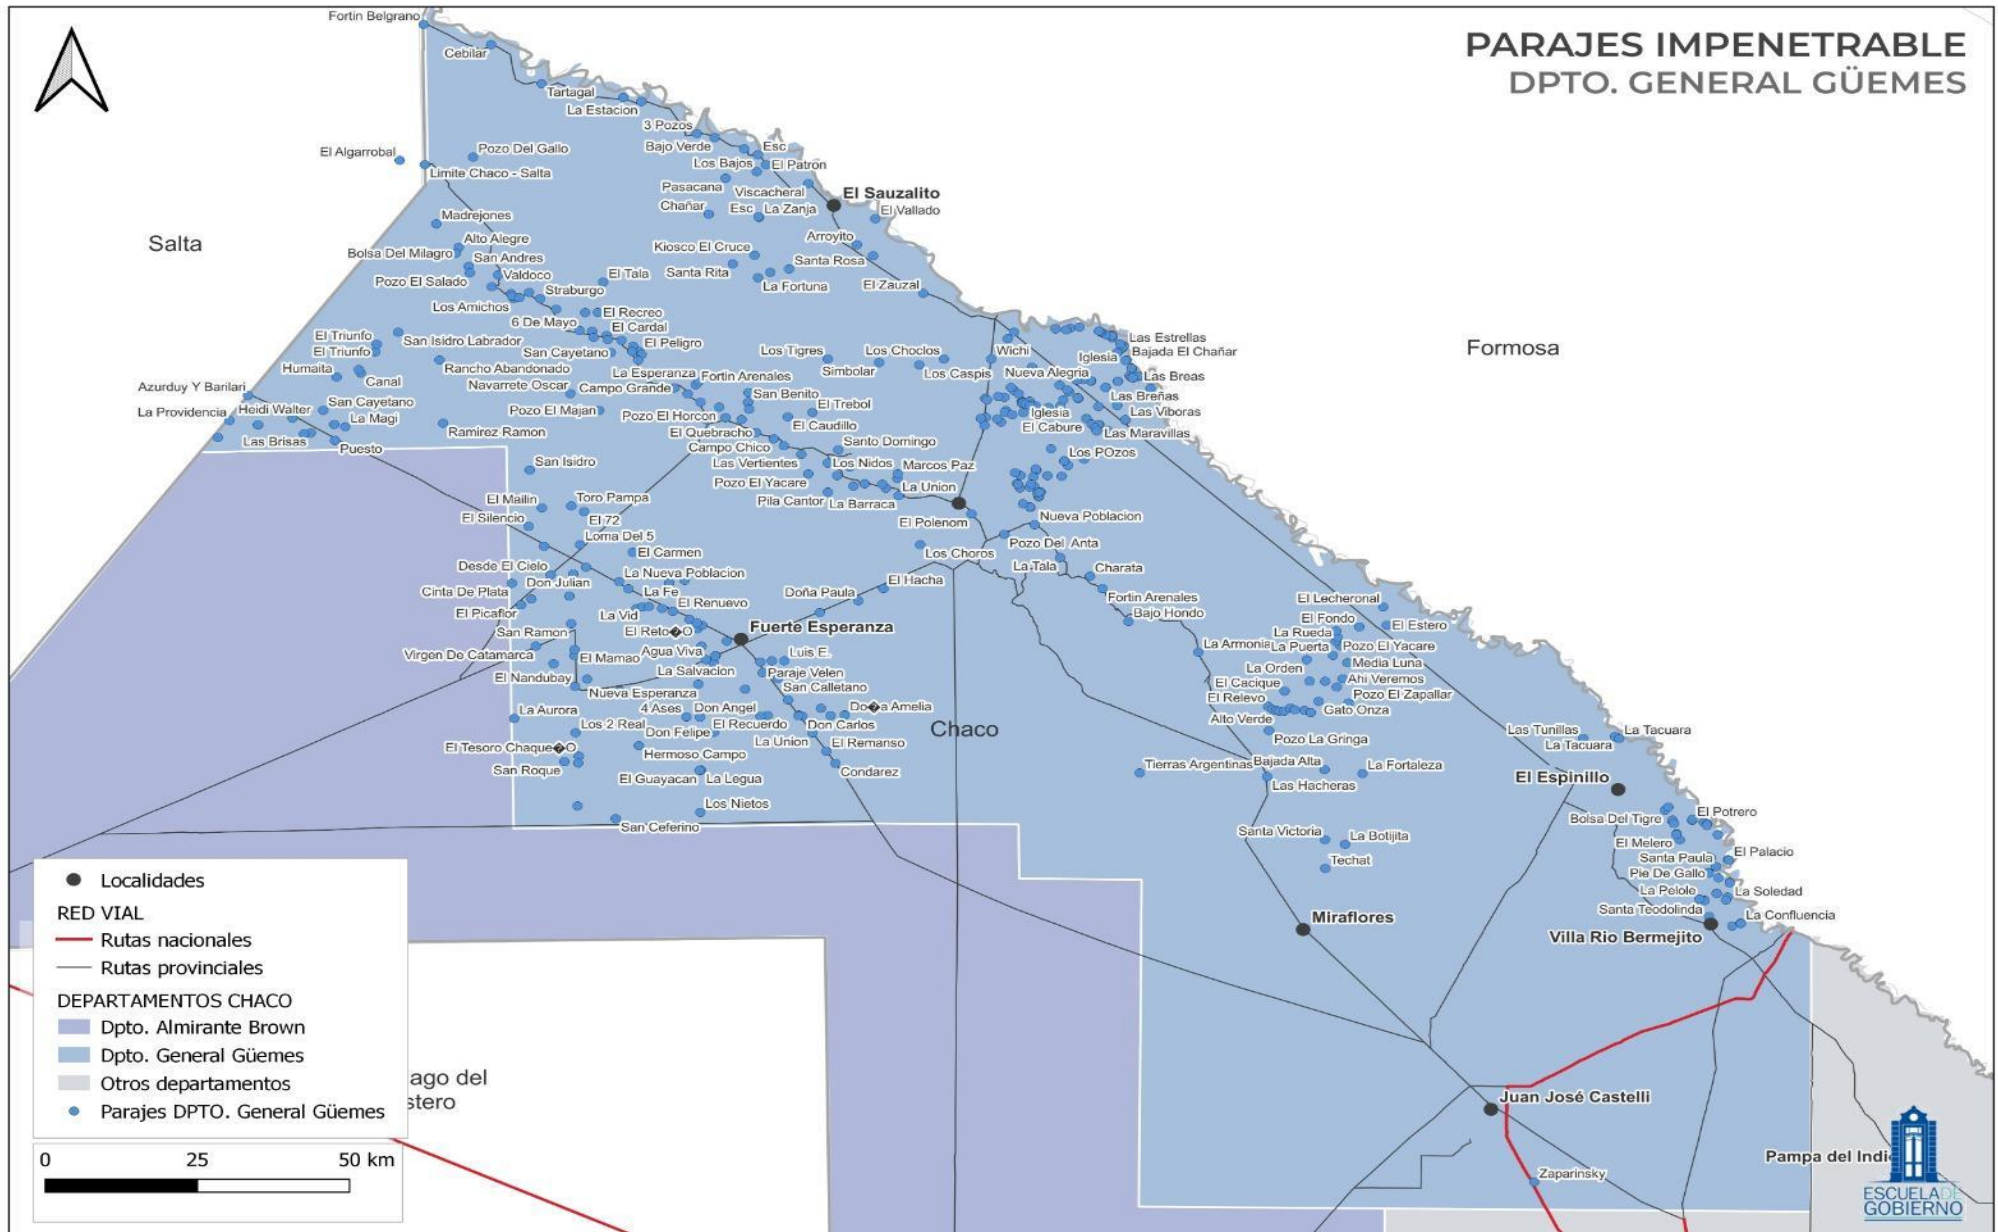 PARAJES IMPENETRABLE
DPTO. GENERAL GÜEMES
Fortin Belgrano
Cebilar
Tartagal
La Estacion
3 Pozos
Bajo Verde
Esc
El Algarrobal
Pozo Del Gallo
Los Bajos
El Patron
Limite Chaco - Salta
Pasacana
Viscacheral
El Sauzalito
Chañar
Esc
La Zanja
El Vallado
Madrejones
Salta
Alto Alegre
Arroyito
Bolsa Del Milagro
San Andres
Kiosco El Cruce
Santa Rosa
Pozo El Salado
Valdoco
El Tala
Santa Rita
La Fortuna
El Zauzal
Straburgo
Los Amichos
6 De Mayo
El Recreo
El Cardal
El Triunfo
San Isidro Labrador
El Peligro
Las Estrellas
El Triunfo
San Cayetano
Los Tigres
Los Choclos
Wichi
Iglesia
Bajada El Chañar
Formosa
Humaita
Canal
Rancho Abandonado
La Esperanza
Fortin Arenales
Simbolar
Los Caspis
Nueva Alegria
Las Breas
Azurduy Y Barilari
Navarrete Oscar
Campo Grande
San Benito
Las Breñas
La Providencia
Heidi Walter
San Cayetano
Pozo El Majan
Pozo El Horcon
El Trebol
Iglesia
Las Viboras
La Magi
El Caudillo
El Cabure
Las Brisas
Ramirez Ramon
El Quebracho
Las Maravillas
Puesto
Campo Chico
Santo Domingo
Los POzos
San Isidro
Las Vertientes
Los Nidos
Marcos Paz
Pozo El Yacare
La Union
El Mailin
Toro Pampa
Pila Cantor
La Barraca
El Silencio
El 72
El Polenom
Nueva Poblacion
Loma Del 5
El Carmen
Los Choros
Pozo Del Anta
Desde El Cielo
La Nueva Poblacion
La Tala
Charata
Cinta De Plata
Don Julian
La Fe
Doña Paula
El Hacha
El Picaflor
La Vid
El Renuevo
Fortin Arenales
El Lecheronal
San Ramon
El Reto�O
Fuerte Esperanza
Bajo Hondo
El Fondo
El Estero
Virgen De Catamarca
El Mamao
Agua Viva
Luis E.
La Rueda
La Armonia
La Puerta
Pozo El Yacare
El Nandubay
La Salvacion
Paraje Velen
La Orden
Media Luna
Nueva Esperanza
San Calletano
El Cacique
Ahi Veremos
El Relevo
Pozo El Zapallar
La Aurora
4 Ases
Don Angel
Do�a Amelia
Alto Verde
Gato Onza
Los 2 Real
El Recuerdo
Don Carlos
Chaco
Las Tunillas
La Tacuara
El Tesoro Chaque�O
Don Felipe
La Union
El Remanso
Pozo La Gringa
La Tacuara
San Roque
Hermoso Campo
Tierras Argentinas
Bajada Alta
La Fortaleza
El Guayacan
La Legua
Condarez
Las Hacheras
El Espinillo
Los Nietos
Bolsa Del Tigre
El Potrero
San Ceferino
Santa Victoria
La Botijita
El Melero
Techat
Santa Paula
El Palacio
Pie De Gallo
La Pelole
La Soledad
Miraflores
Santa Teodolinda
La Confluencia
Villa Rio Bermejito
Localidades
RED VIAL
Rutas nacionales
Rutas provinciales
DEPARTAMENTOS CHACO
Dpto. Almirante Brown
Dpto. General Güemes
Otros departamentos
Parajes DPTO. General Güemes
ago del
stero
0 25 50 km
Juan José Castelli
Zaparinsky
Pampa del Indi
ESCUELA DE
GOBIERNO